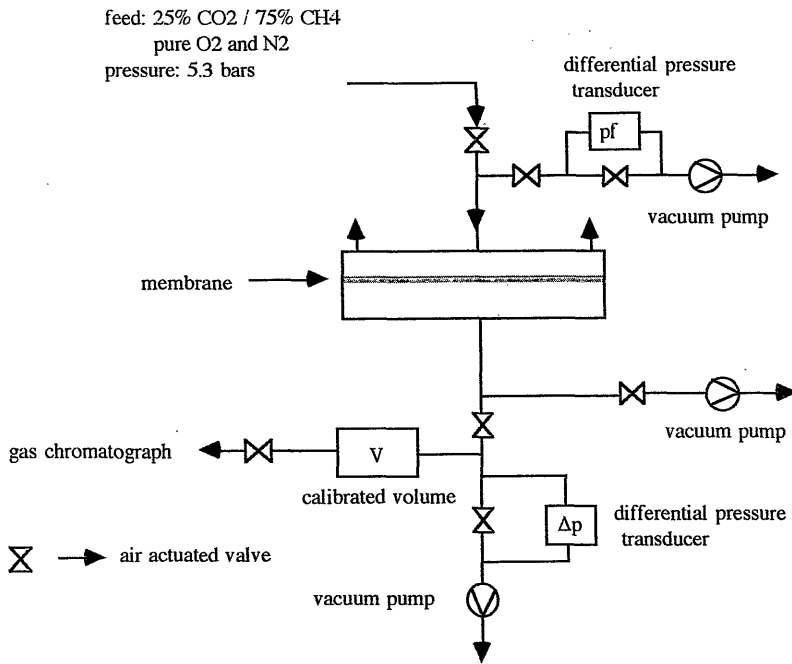 feed: 25% CO2 / 75% CH4
pure O2 and N2
pressure: 5.3 bars
differential pressure
transducer
pf
vacuum pump
membrane
vacuum pump
gas chromatograph
V
calibrated volume
Δp
differential pressure
transducer
air actuated valve
vacuum pump